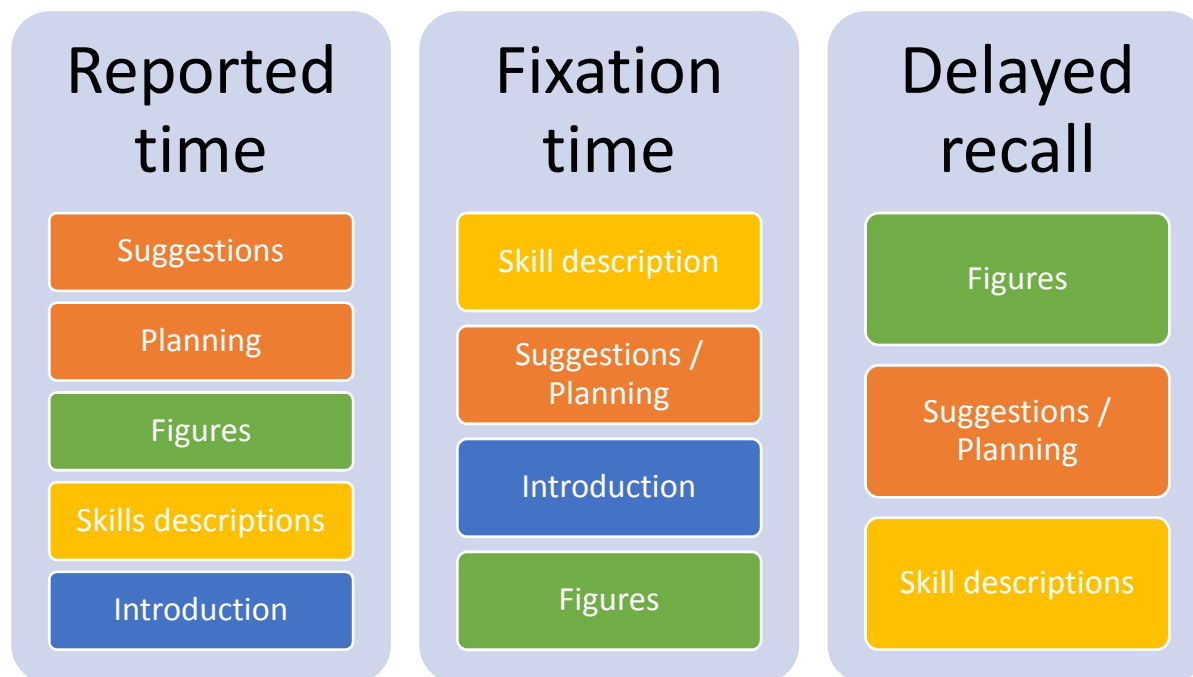 Reported
time
Suggestions
Planning
Figures
Skills descriptions
Introduction
Fixation
time
Skill description
Suggestions /
Planning
Introduction
Figures
Delayed
recall
Figures
Suggestions /
Planning
Skill descriptions